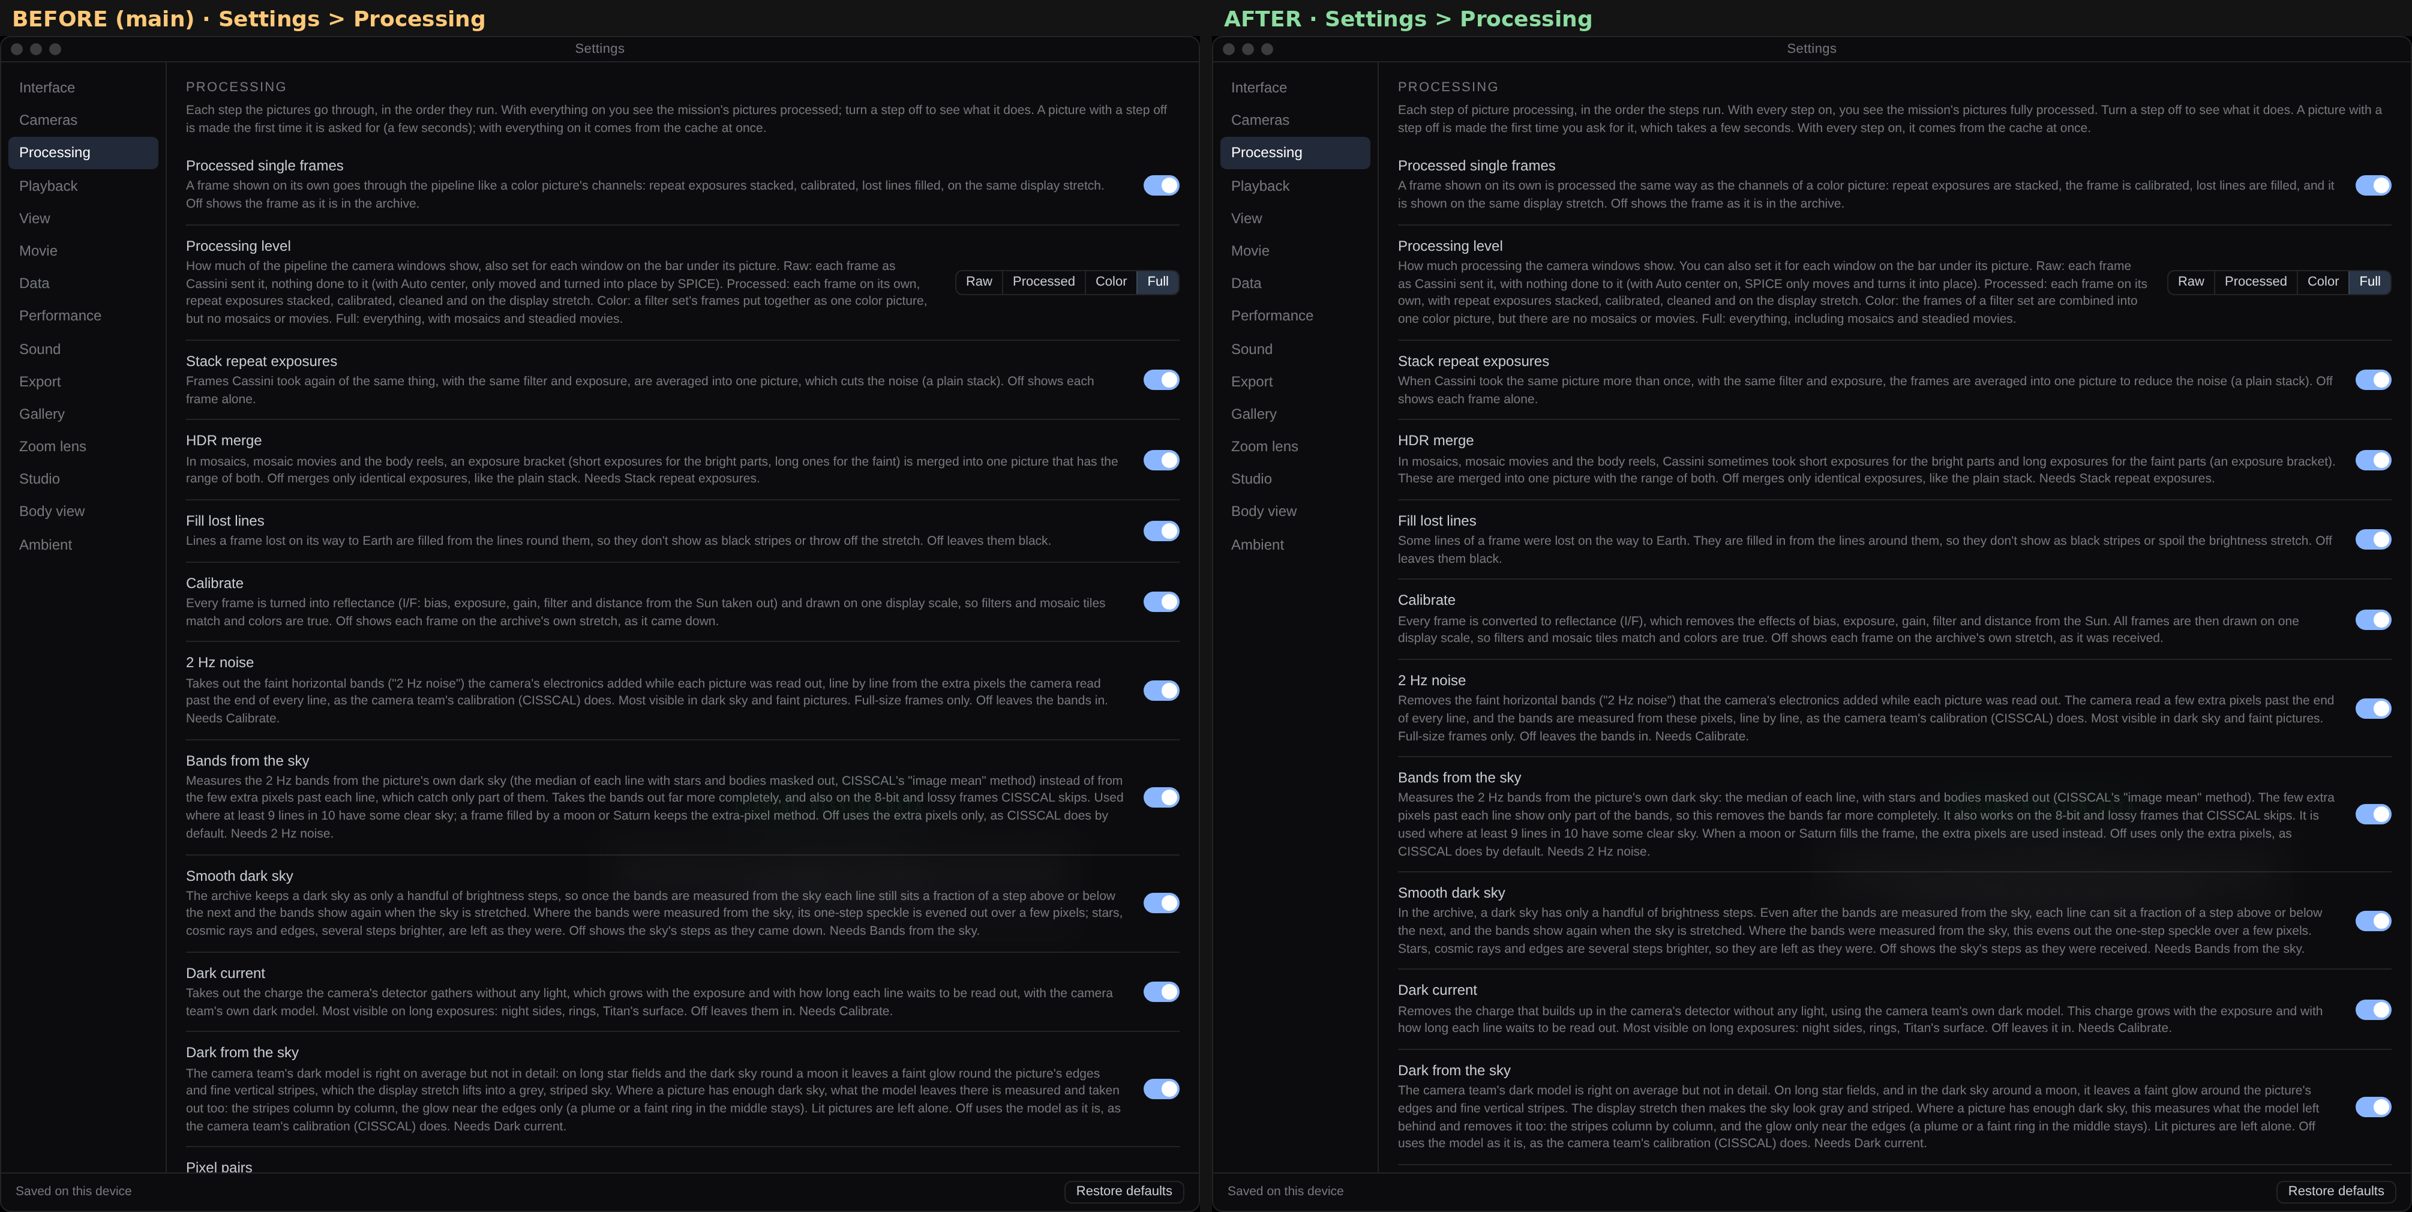 BEFORE (main) · Settings > Processing
Settings
Interface
Cameras
Processing
Playback
View
Movie
Data
Performance
Sound
Export
Gallery
Zoom lens
Studio
Body view
Ambient
PROCESSING
Each step the pictures go through, in the order they run. With everything on you see the mission's pictures processed; turn a step off to see what it does. A picture with a step off
is made the first time it is asked for (a few seconds); with everything on it comes from the cache at once.
Processed single frames
A frame shown on its own goes through the pipeline like a color picture's channels: repeat exposures stacked, calibrated, lost lines filled, on the same display stretch.
Off shows the frame as it is in the archive.
Processing level
How much of the pipeline the camera windows show, also set for each window on the bar under its picture. Raw: each frame as
Cassini sent it, nothing done to it (with Auto center, only moved and turned into place by SPICE). Processed: each frame on its own,
repeat exposures stacked, calibrated, cleaned and on the display stretch. Color: a filter set's frames put together as one color picture,
but no mosaics or movies. Full: everything, with mosaics and steadied movies.
Raw Processed Color Full
Stack repeat exposures
Frames Cassini took again of the same thing, with the same filter and exposure, are averaged into one picture, which cuts the noise (a plain stack). Off shows each
frame alone.
HDR merge
In mosaics, mosaic movies and the body reels, an exposure bracket (short exposures for the bright parts, long ones for the faint) is merged into one picture that has the
range of both. Off merges only identical exposures, like the plain stack. Needs Stack repeat exposures.
Fill lost lines
Lines a frame lost on its way to Earth are filled from the lines round them, so they don't show as black stripes or throw off the stretch. Off leaves them black.
Calibrate
Every frame is turned into reflectance (I/F: bias, exposure, gain, filter and distance from the Sun taken out) and drawn on one display scale, so filters and mosaic tiles
match and colors are true. Off shows each frame on the archive's own stretch, as it came down.
2 Hz noise
Takes out the faint horizontal bands ("2 Hz noise") the camera's electronics added while each picture was read out, line by line from the extra pixels the camera read
past the end of every line, as the camera team's calibration (CISSCAL) does. Most visible in dark sky and faint pictures. Full-size frames only. Off leaves the bands in.
Needs Calibrate.
Bands from the sky
Measures the 2 Hz bands from the picture's own dark sky (the median of each line with stars and bodies masked out, CISSCAL's "image mean" method) instead of from
the few extra pixels past each line, which catch only part of them. Takes the bands out far more completely, and also on the 8-bit and lossy frames CISSCAL skips. Used
where at least 9 lines in 10 have some clear sky; a frame filled by a moon or Saturn keeps the extra-pixel method. Off uses the extra pixels only, as CISSCAL does by
default. Needs 2 Hz noise.
Smooth dark sky
The archive keeps a dark sky as only a handful of brightness steps, so once the bands are measured from the sky each line still sits a fraction of a step above or below
the next and the bands show again when the sky is stretched. Where the bands were measured from the sky, its one-step speckle is evened out over a few pixels; stars,
cosmic rays and edges, several steps brighter, are left as they were. Off shows the sky's steps as they came down. Needs Bands from the sky.
Dark current
Takes out the charge the camera's detector gathers without any light, which grows with the exposure and with how long each line waits to be read out, with the camera
team's own dark model. Most visible on long exposures: night sides, rings, Titan's surface. Off leaves them in. Needs Calibrate.
Dark from the sky
The camera team's dark model is right on average but not in detail: on long star fields and the dark sky round a moon it leaves a faint glow round the picture's edges
and fine vertical stripes, which the display stretch lifts into a grey, striped sky. Where a picture has enough dark sky, what the model leaves there is measured and taken
out too: the stripes column by column, the glow near the edges only (a plume or a faint ring in the middle stays). Lit pictures are left alone. Off uses the model as it is, as
the camera team's calibration (CISSCAL) does. Needs Dark current.
Pixel pairs
Saved on this device
Restore defaults
AFTER · Settings > Processing
Settings
Interface
Cameras
Processing
Playback
View
Movie
Data
Performance
Sound
Export
Gallery
Zoom lens
Studio
Body view
Ambient
PROCESSING
Each step of picture processing, in the order the steps run. With every step on, you see the mission's pictures fully processed. Turn a step off to see what it does. A picture with a
step off is made the first time you ask for it, which takes a few seconds. With every step on, it comes from the cache at once.
Processed single frames
A frame shown on its own is processed the same way as the channels of a color picture: repeat exposures are stacked, the frame is calibrated, lost lines are filled, and it
is shown on the same display stretch. Off shows the frame as it is in the archive.
Processing level
How much processing the camera windows show. You can also set it for each window on the bar under its picture. Raw: each frame
as Cassini sent it, with nothing done to it (with Auto center on, SPICE only moves and turns it into place). Processed: each frame on its
own, with repeat exposures stacked, calibrated, cleaned and on the display stretch. Color: the frames of a filter set are combined into
one color picture, but there are no mosaics or movies. Full: everything, including mosaics and steadied movies.
Raw Processed Color Full
Stack repeat exposures
When Cassini took the same picture more than once, with the same filter and exposure, the frames are averaged into one picture to reduce the noise (a plain stack). Off
shows each frame alone.
HDR merge
In mosaics, mosaic movies and the body reels, Cassini sometimes took short exposures for the bright parts and long exposures for the faint parts (an exposure bracket).
These are merged into one picture with the range of both. Off merges only identical exposures, like the plain stack. Needs Stack repeat exposures.
Fill lost lines
Some lines of a frame were lost on the way to Earth. They are filled in from the lines around them, so they don't show as black stripes or spoil the brightness stretch. Off
leaves them black.
Calibrate
Every frame is converted to reflectance (I/F), which removes the effects of bias, exposure, gain, filter and distance from the Sun. All frames are then drawn on one
display scale, so filters and mosaic tiles match and colors are true. Off shows each frame on the archive's own stretch, as it was received.
2 Hz noise
Removes the faint horizontal bands ("2 Hz noise") that the camera's electronics added while each picture was read out. The camera read a few extra pixels past the end
of every line, and the bands are measured from these pixels, line by line, as the camera team's calibration (CISSCAL) does. Most visible in dark sky and faint pictures.
Full-size frames only. Off leaves the bands in. Needs Calibrate.
Bands from the sky
Measures the 2 Hz bands from the picture's own dark sky: the median of each line, with stars and bodies masked out (CISSCAL's "image mean" method). The few extra
pixels past each line show only part of the bands, so this removes the bands far more completely. It also works on the 8-bit and lossy frames that CISSCAL skips. It is
used where at least 9 lines in 10 have some clear sky. When a moon or Saturn fills the frame, the extra pixels are used instead. Off uses only the extra pixels, as
CISSCAL does by default. Needs 2 Hz noise.
Smooth dark sky
In the archive, a dark sky has only a handful of brightness steps. Even after the bands are measured from the sky, each line can sit a fraction of a step above or below
the next, and the bands show again when the sky is stretched. Where the bands were measured from the sky, this evens out the one-step speckle over a few pixels.
Stars, cosmic rays and edges are several steps brighter, so they are left as they were. Off shows the sky's steps as they were received. Needs Bands from the sky.
Dark current
Removes the charge that builds up in the camera's detector without any light, using the camera team's own dark model. This charge grows with the exposure and with
how long each line waits to be read out. Most visible on long exposures: night sides, rings, Titan's surface. Off leaves it in. Needs Calibrate.
Dark from the sky
The camera team's dark model is right on average but not in detail. On long star fields, and in the dark sky around a moon, it leaves a faint glow around the picture's
edges and fine vertical stripes. The display stretch then makes the sky look gray and striped. Where a picture has enough dark sky, this measures what the model left
behind and removes it too: the stripes column by column, and the glow only near the edges (a plume or a faint ring in the middle stays). Lit pictures are left alone. Off
uses the model as it is, as the camera team's calibration (CISSCAL) does. Needs Dark current.
Saved on this device
Restore defaults